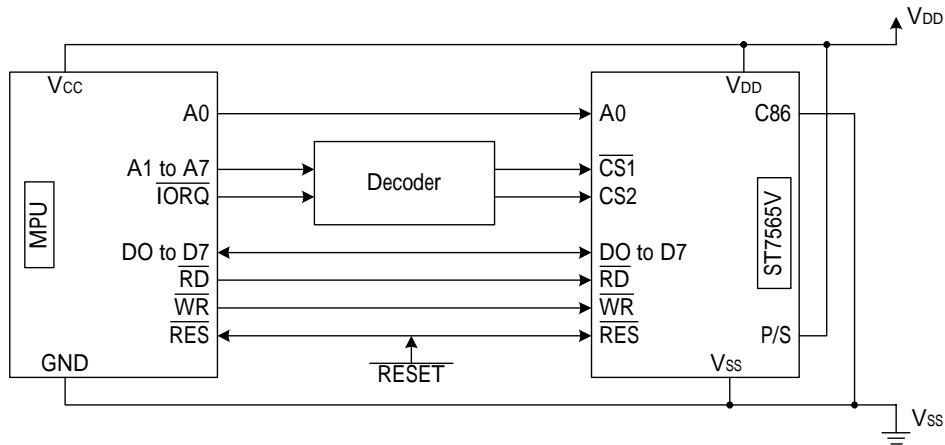 VDD
VCC
VDD
A0
A0
C86
A1 to A7
CS1
Decoder
IORQ
CS2
MPU
ST7565V
DO to D7
DO to D7
RD
RD
WR
WR
RES
RES
P/S
GND
RESET
VSS
VSS